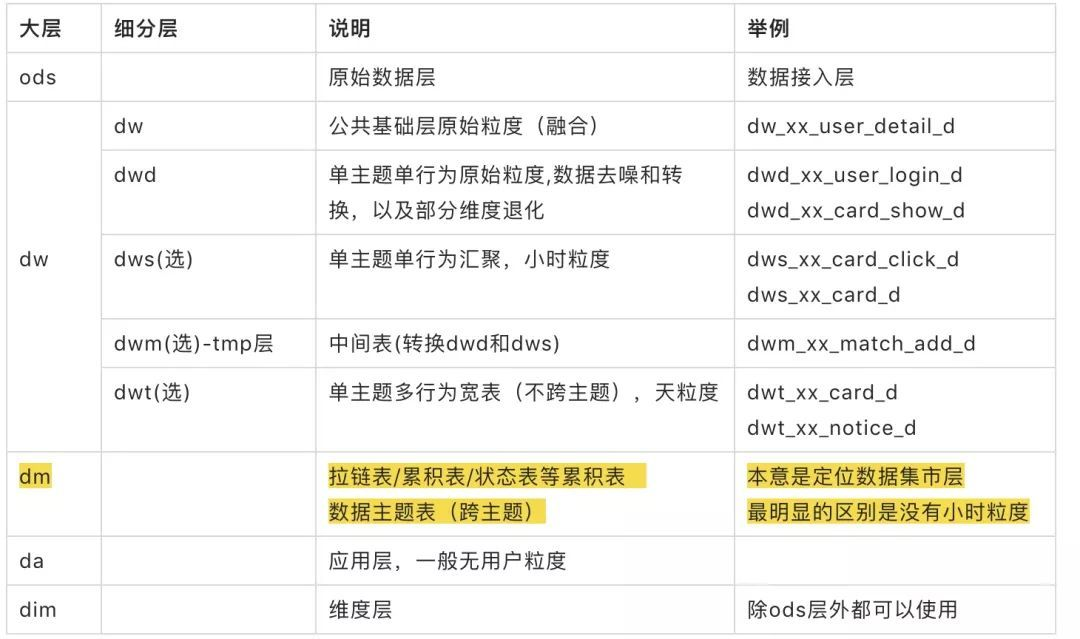 大层 细分层 说明 举例
ods 原始数据层 数据接入层
dw 公共基础层原始粒度（融合） dw_xx_user_detail_d
dwd 单主题单行为原始粒度,数据去噪和转 dwd_xx_user_login_d
换，以及部分维度退化 dwd_xx_card_show_d
dw dws(选) 单主题单行为汇聚，小时粒度 dws_xx_card_click_d
dws_xx_card_d
dwm(选)-tmp层 中间表(转换dwd和dws) dwm_xx_match_add_d
dwt(选) 单主题多行为宽表（不跨主题），天粒度 dwt_xx_card_d
dwt_xx_notice_d
dm 拉链表/累积表/状态表等累积表 本意是定位数据集市层
数据主题表（跨主题） 最明显的区别是没有小时粒度
da 应用层，一般无用户粒度
dim 维度层 除ods层外都可以使用